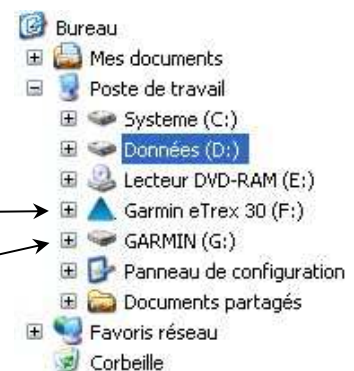 Bureau
Mes documents
Poste de travail
Systeme (C:)
Données (D:)
Lecteur DVD-RAM (E:)
Garmin eTrex 30 (F:)
GARMIN (G:)
Panneau de configuration
Documents partagés
Favoris réseau
Corbeille